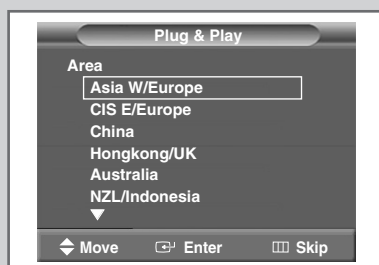 Plug & Play
Area
Asia W/Europe
CIS E/Europe
China
Hongkong/UK
Australia
NZL/Indonesia
Move Enter Skip